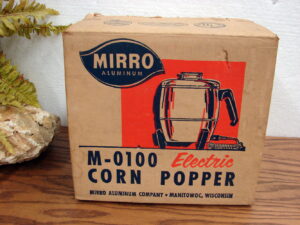 MIRRO
ALUMINUM
M-0100 Electric
CORN POPPER
MIRRO ALUMINUM COMPANY • MANITOWOC, WISCONSIN